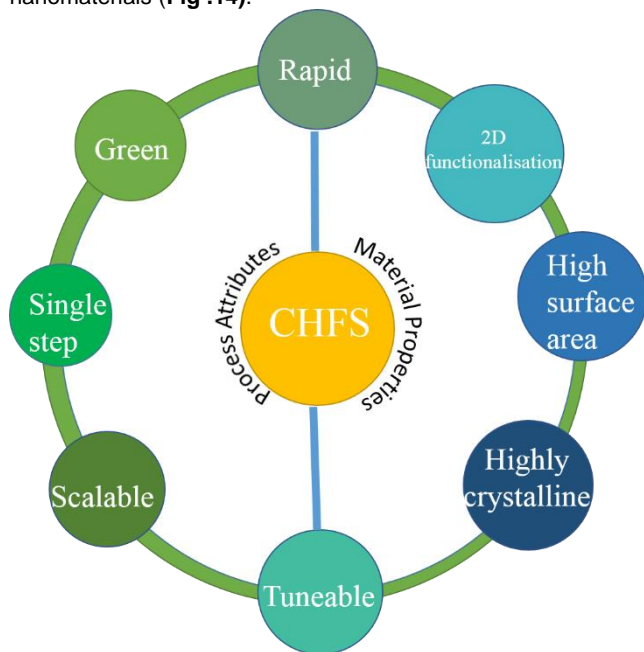 nanomaterials (Fig .14).
Rapid
2D
functionalisation
Green
High
surface
area
Material Properties
Process Attributes
CHFS
Single
step
Highly
crystalline
Scalable
Tuneable